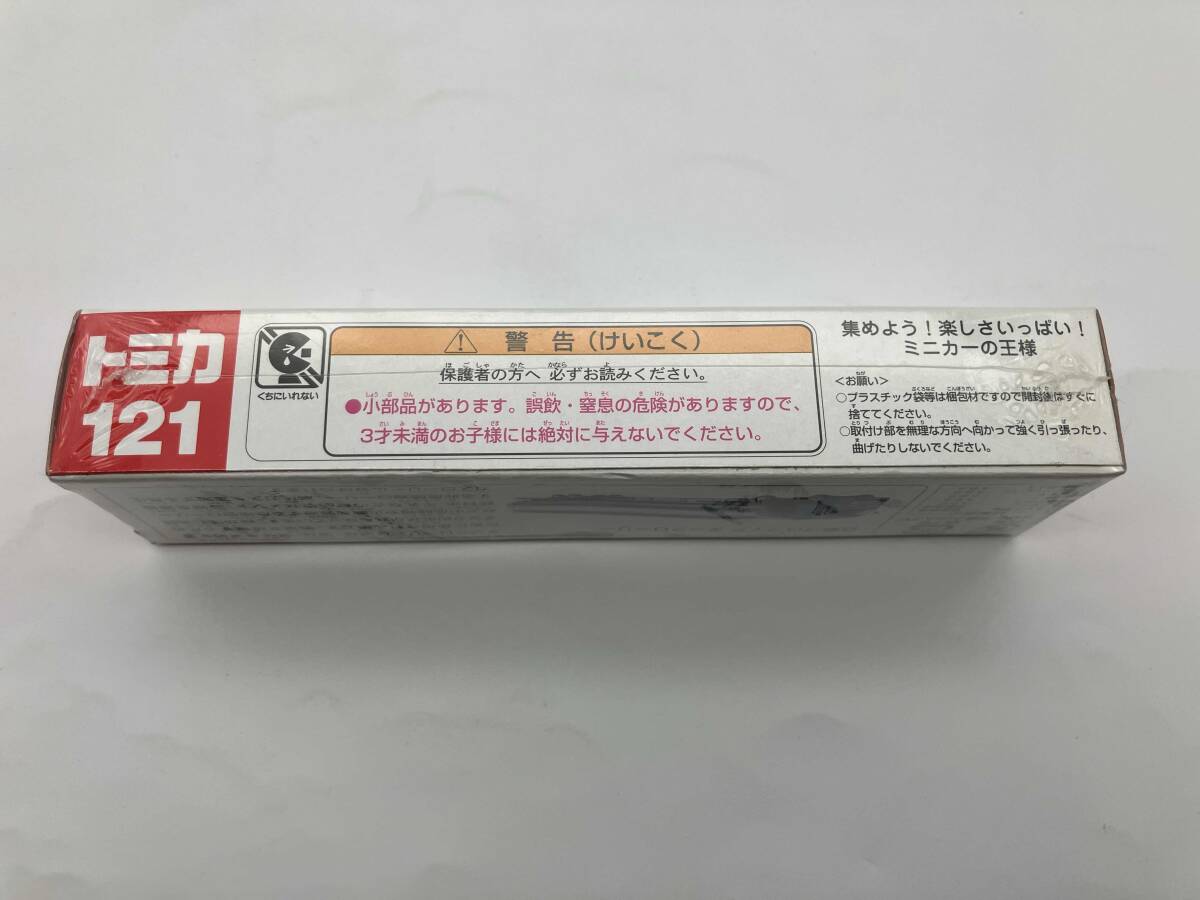 トミカ
121
くちにいれない
警告(けいこく)
保護者の方へ 必ずお読みください。
●小部品があります。誤飲・窒息の危険がありますので、
3才未満のお子様には絶対に与えないでください。
集めよう!楽しさいっぱい!
ミニカーの王様
<お願い>
○プラスチック袋等は梱包材ですので開封後はすぐに
捨ててください。
○取付け部を無理な方向へ向かって強く引っ張ったり、
曲げたりしないでください。